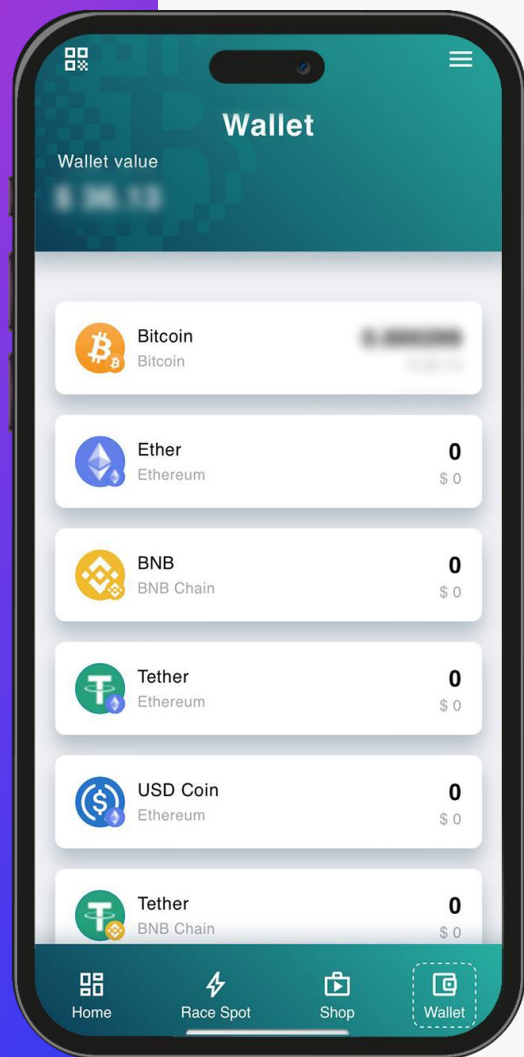 Wallet
Wallet value
Bitcoin
Bitcoin
Ether
0
Ethereum
$ 0
BNB
0
BNB Chain
$ 0
Tether
0
Ethereum
$ 0
USD Coin
0
Ethereum
$ 0
Tether
0
BNB Chain
$ 0
Home
Race Spot
Shop
Wallet